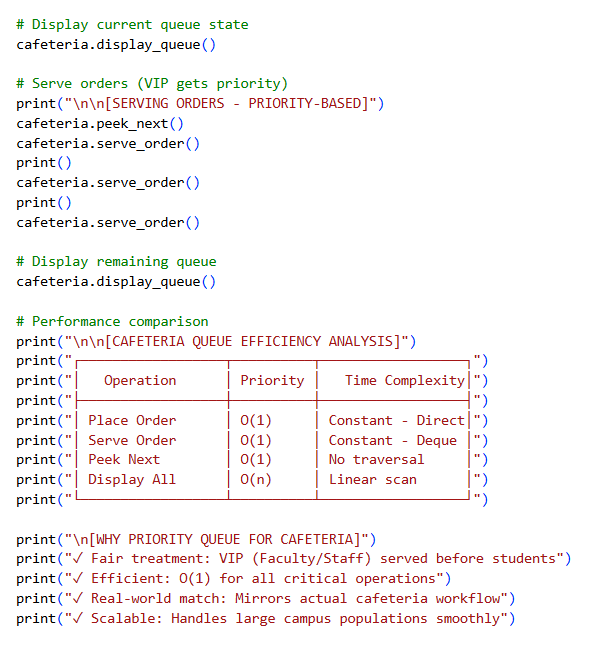 # Display current queue state
cafeteria.display_queue()

# Serve orders (VIP gets priority)
print("\n\n[SERVING ORDERS - PRIORITY-BASED]")
cafeteria.peek_next()
cafeteria.serve_order()
print()
cafeteria.serve_order()
print()
cafeteria.serve_order()

# Display remaining queue
cafeteria.display_queue()

# Performance comparison
print("\n\n[CAFETERIA QUEUE EFFICIENCY ANALYSIS]")
print("┌─────────────────┬──────────┬─────────────────┐")
print("│   Operation     │ Priority │   Time Complexity│")
print("├─────────────────┼──────────┼─────────────────┤")
print("│ Place Order     │ O(1)     │ Constant - Direct│")
print("│ Serve Order     │ O(1)     │ Constant - Deque │")
print("│ Peek Next       │ O(1)     │ No traversal     │")
print("│ Display All     │ O(n)     │ Linear scan      │")
print("└─────────────────┴──────────┴─────────────────┘")

print("\n[WHY PRIORITY QUEUE FOR CAFETERIA]")
print("✓ Fair treatment: VIP (Faculty/Staff) served before students")
print("✓ Efficient: O(1) for all critical operations")
print("✓ Real-world match: Mirrors actual cafeteria workflow")
print("✓ Scalable: Handles large campus populations smoothly")